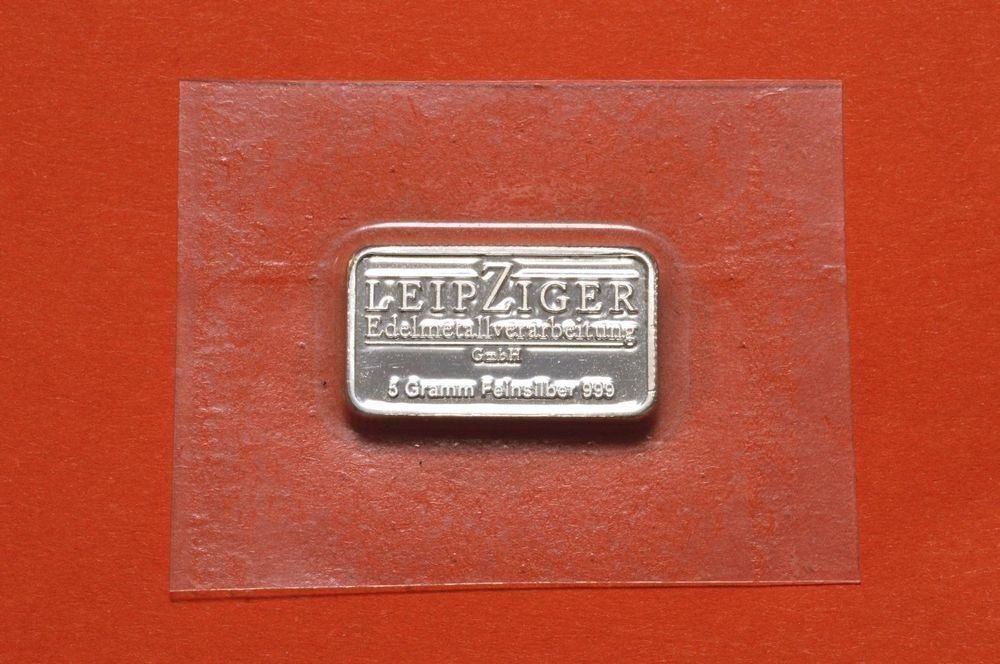 LEIPZIGER
Edelmetallverarbeitung
GmbH
5 Gramm Feinsilber 999